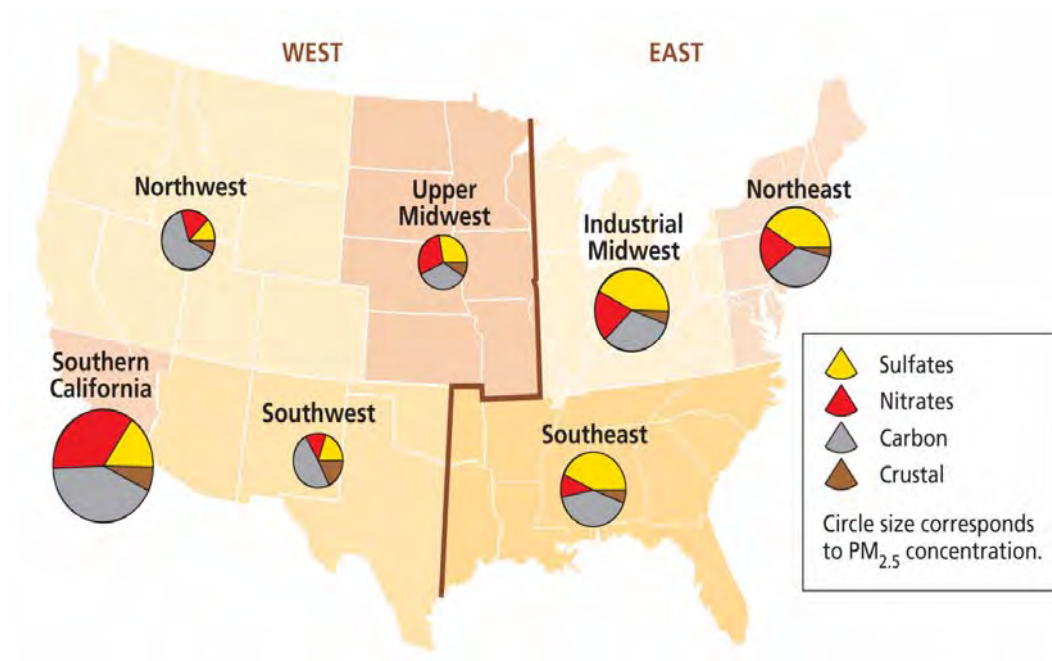 WEST
EAST
Northwest
Upper
Midwest
Industrial
Midwest
Northeast
Southern
California
Southwest
Southeast
Sulfates
Nitrates
Carbon
Crustal
Circle size corresponds
to PM2.5 concentration.